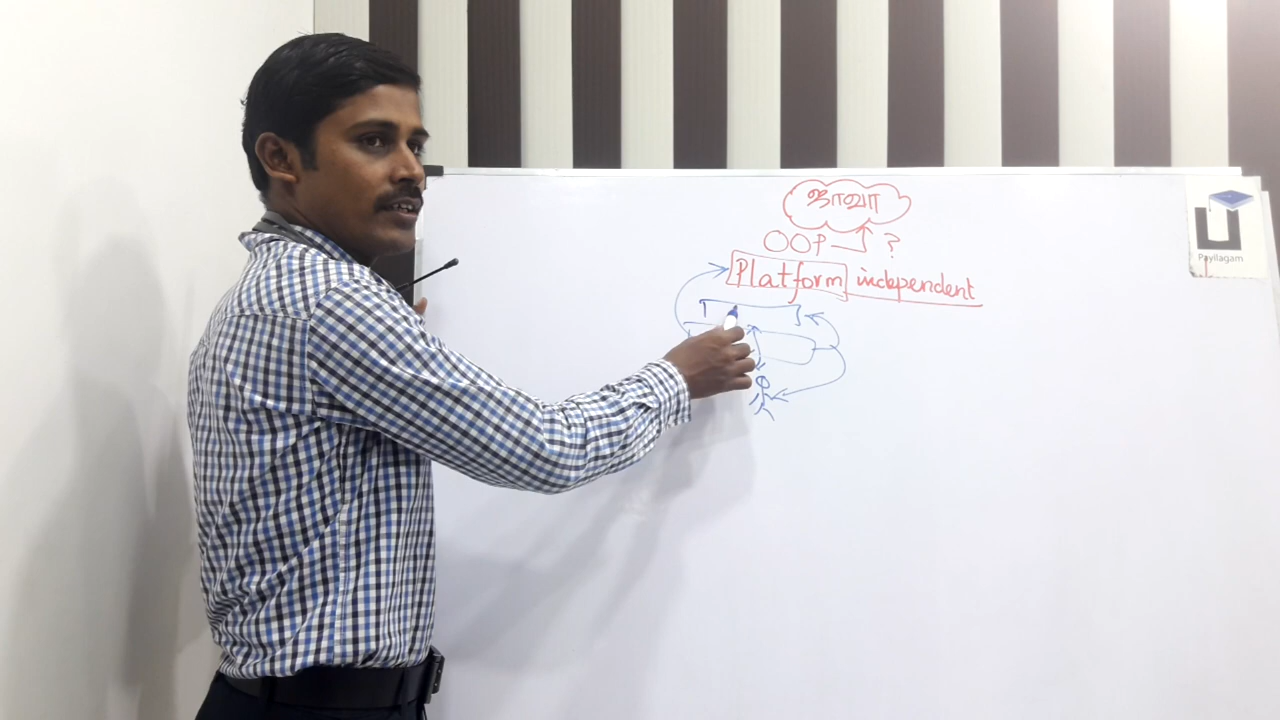 ஜாவா
OOP ?
Platform independent
Payilagam